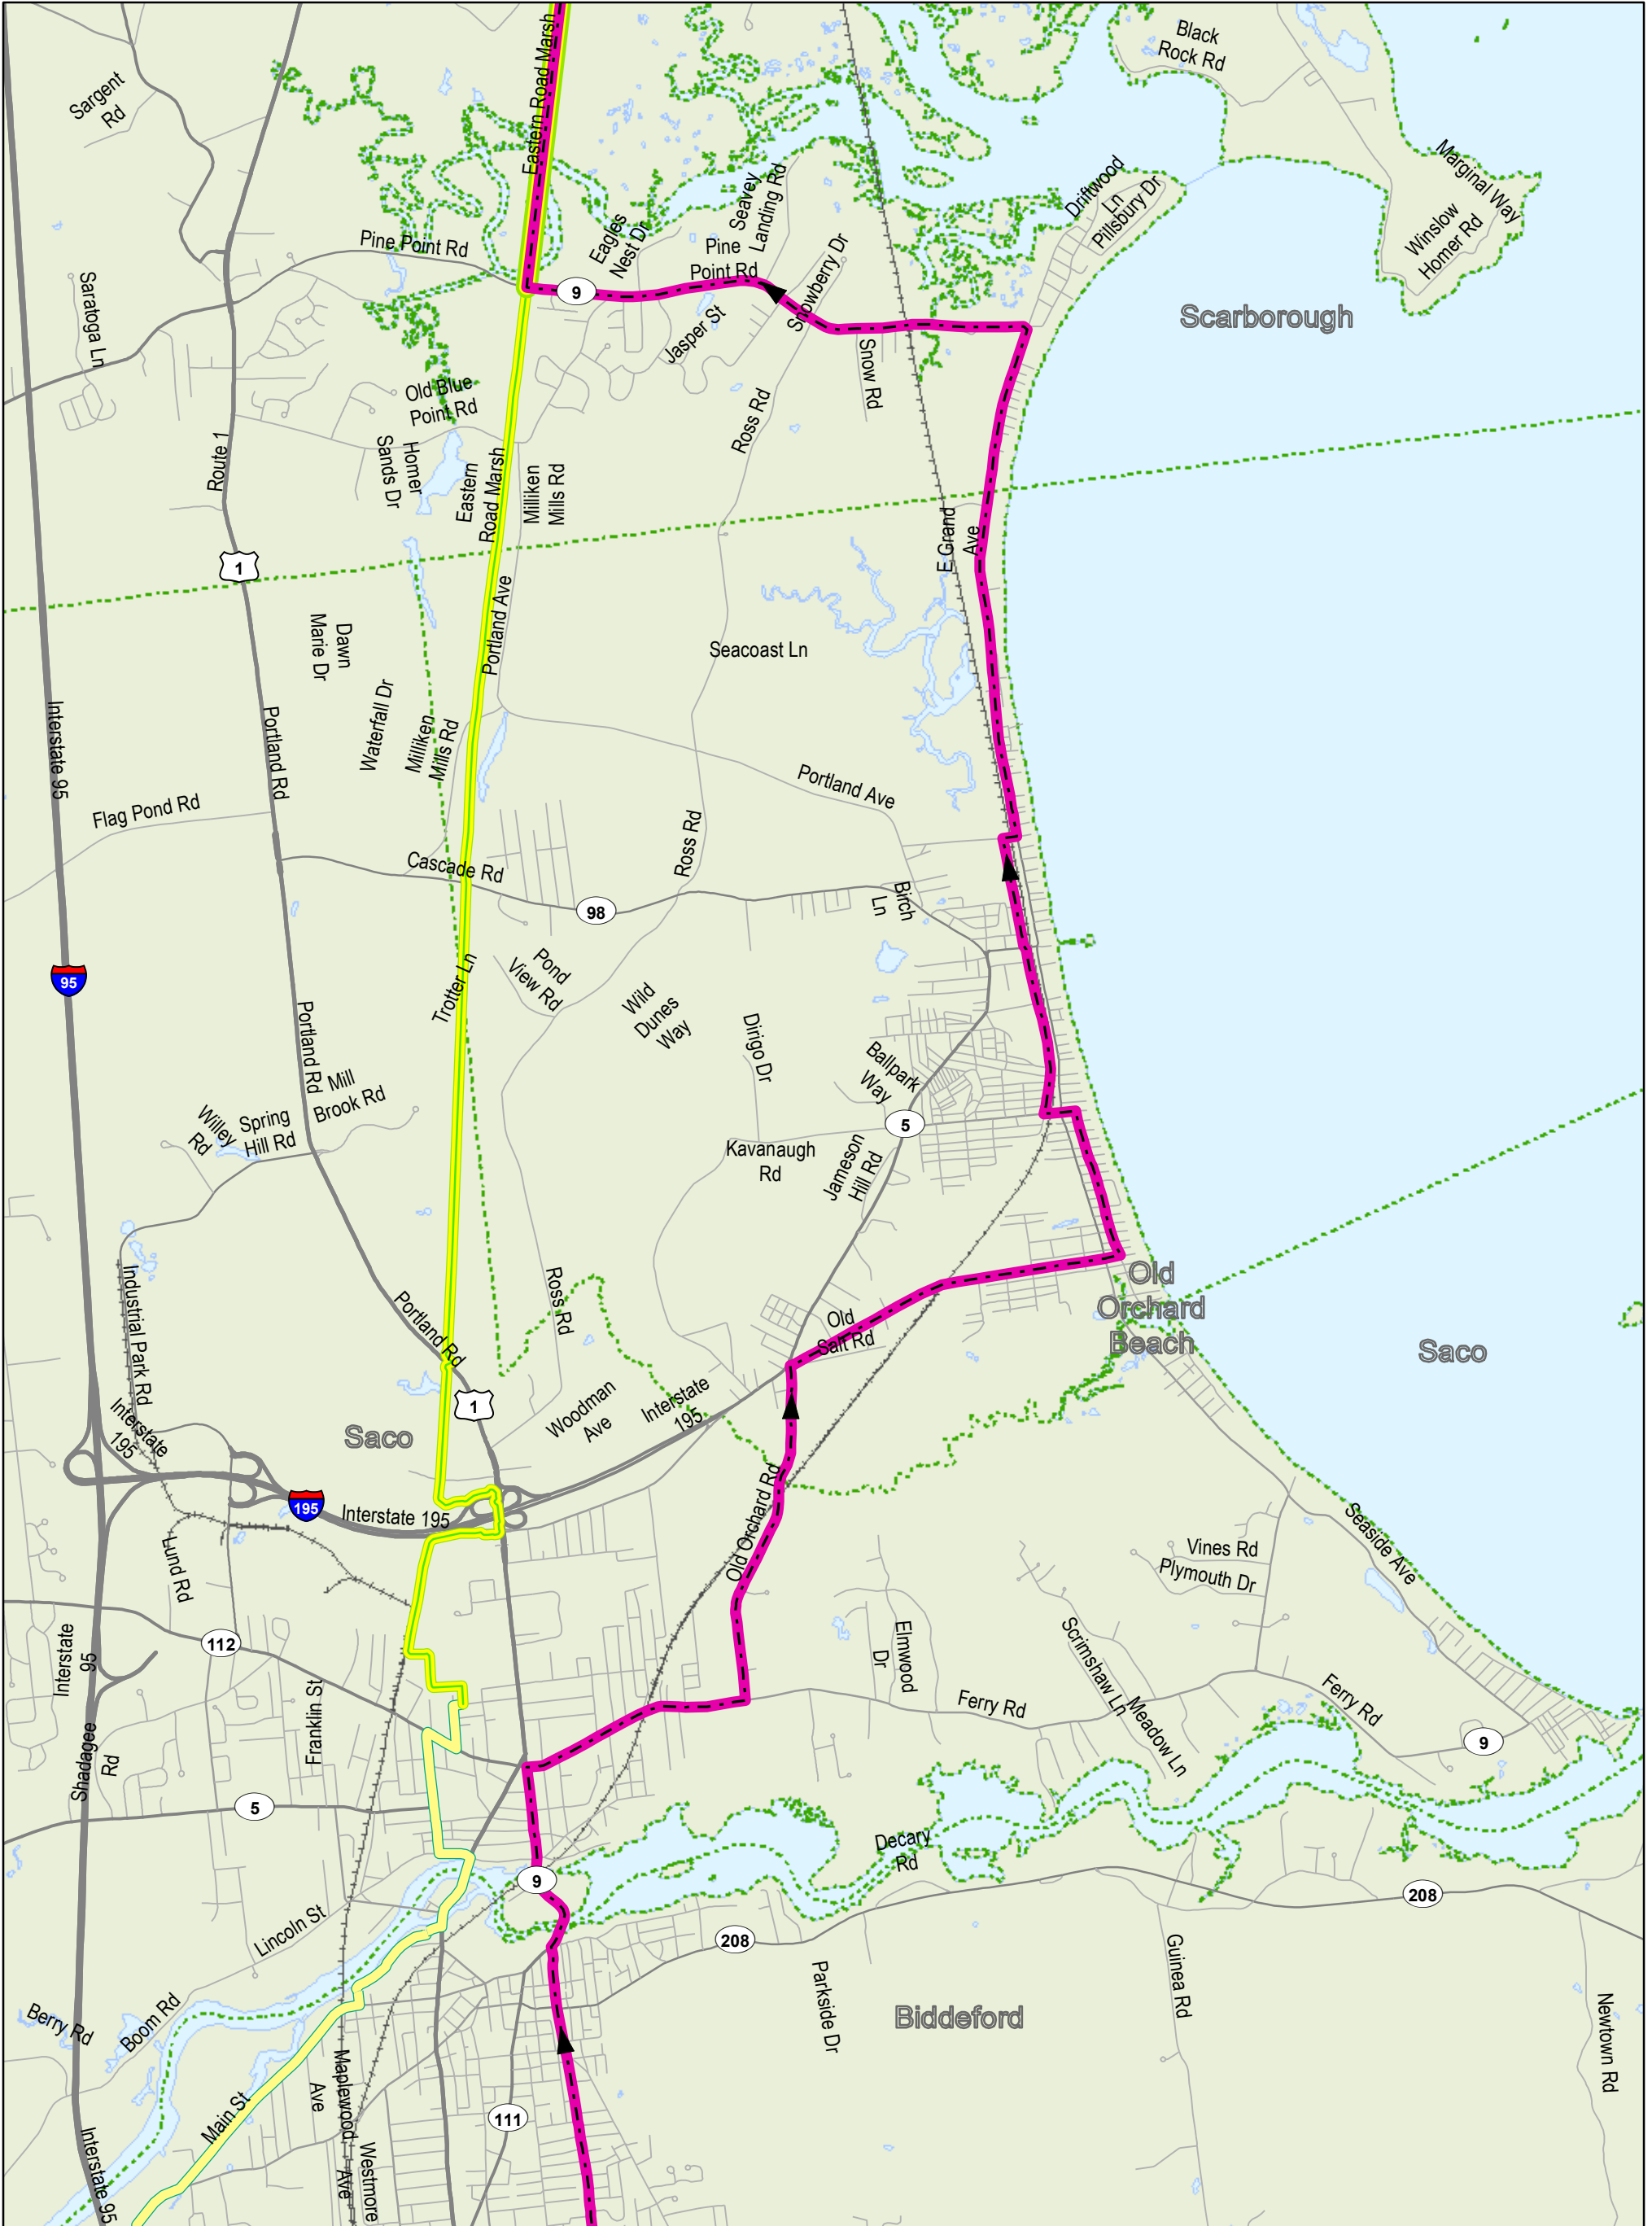 Black
Rock Rd
Sargent
Rd
Eastern Road Marsh
Marginal Way
Winslow
Homer Rd
Driftwood
Ln
Pillsbury Dr
Seavey
Landing Rd
Eagles
Nest Dr
Pine Point Rd
Pine
Point Rd
9
Snowberry Dr
Jasper St
Scarborough
Saratoga Ln
Snow Rd
Old Blue
Point Rd
Ross Rd
Route 1
Homer
Sands Dr
Eastern
Road Marsh
Milliken
Mills Rd
E Grand
Ave
1
Dawn
Marie Dr
Portland Ave
Seacoast Ln
Waterfall Dr
Milliken
Mills Rd
Interstate 95
Portland Rd
Portland Ave
Flag Pond Rd
Ross Rd
Cascade Rd
98
Birch
Ln
95
Trotter Ln
Pond
View Rd
Wild
Dunes
Way
Portland Rd
Dirigo Dr
Ballpark
Way
Mill
Brook Rd
Willey
Rd
Spring
Hill Rd
5
Kavanaugh
Rd
Jameson
Hill Rd
Industrial Park Rd
Ross Rd
Old
Orchard
Beach
Portland Rd
Old
Salt Rd
Saco
1
Interstate
195
Woodman
Ave
Interstate
195
Saco
195
Interstate 195
Old Orchard Rd
Seaside Ave
Lund Rd
Vines Rd
Plymouth Dr
112
Interstate
95
Elmwood
Dr
Scrimshaw Ln
Franklin St
Ferry Rd
Meadow Ln
Ferry Rd
9
Shadagee
Rd
5
Decary
Rd
9
208
208
Lincoln St
Guinea Rd
Parkside Dr
Biddeford
Berry Rd
Boom Rd
Newtown Rd
Main St
Maplewood
Ave
111
Interstate 95
Westmore
Ave